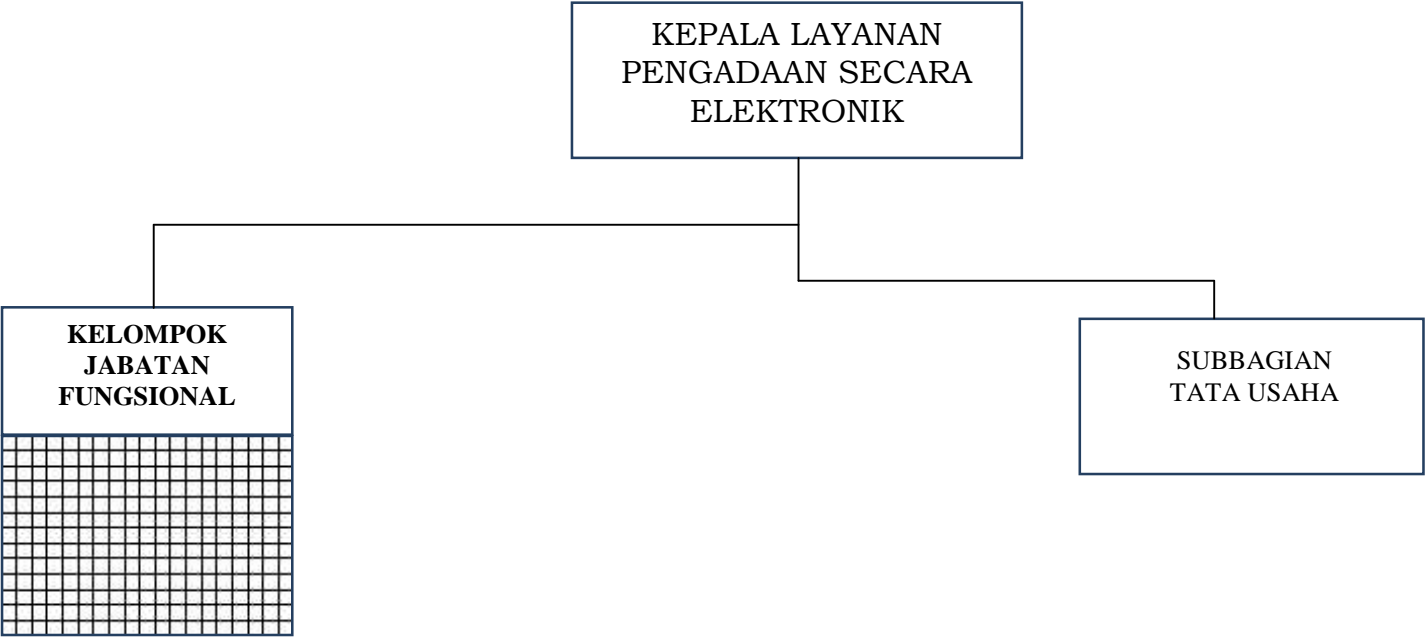 KEPALA LAYANAN
PENGADAAN SECARA
ELEKTRONIK
KELOMPOK
JABATAN
FUNGSIONAL
SUBBAGIAN
TATA USAHA